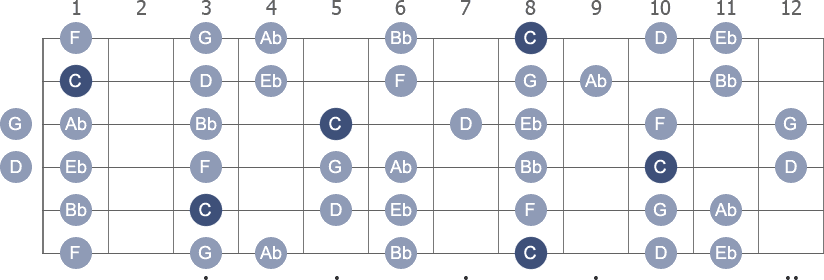 1 2 3 4 5 6 7 8 9 10 11 12
F G Ab Bb C D Eb
C D Eb F G Ab Bb
G Ab Bb C D Eb F G
D Eb F G Ab Bb C D
Bb C D Eb F G Ab
F G Ab Bb C D Eb